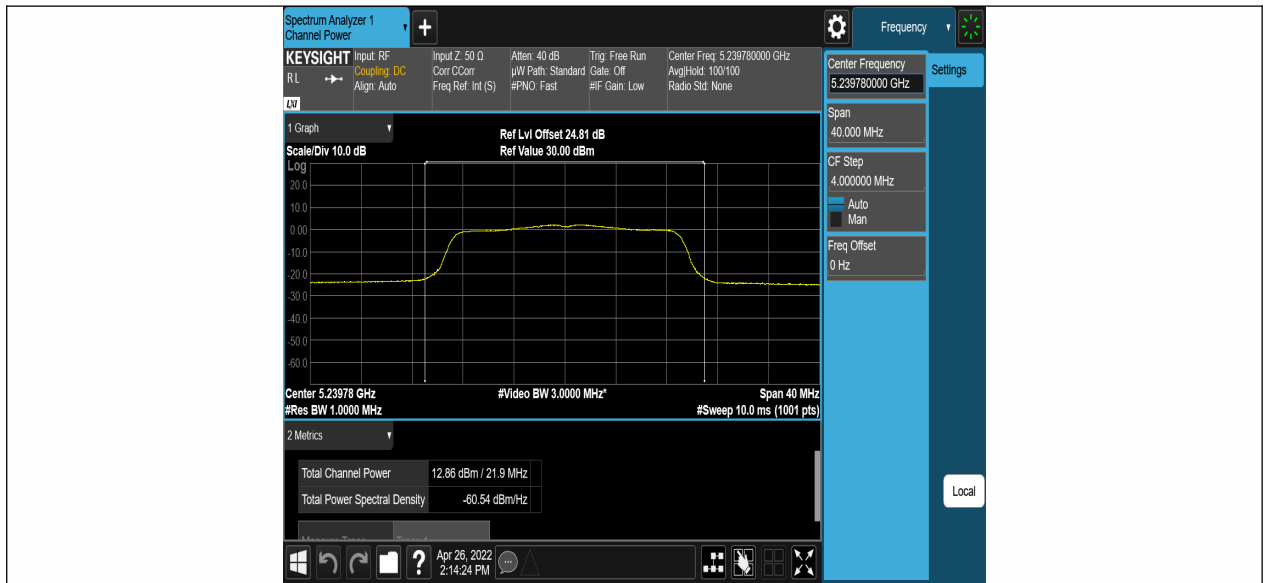 Spectrum Analyzer 1
Channel Power
+
Frequency
KEYSIGHT
RL
LXI
Input: RF
Coupling: DC
Align: Auto
Input Z: 50 Ω
Corr CCorr
Freq Ref: Int (S)
Atten: 40 dB
µW Path: Standard
#PNO: Fast
Trig: Free Run
Gate: Off
#IF Gain: Low
Center Freq: 5.239780000 GHz
Avg|Hold: 100/100
Radio Std: None
Center Frequency
5.239780000 GHz
Settings
Span
40.000 MHz
CF Step
4.000000 MHz
Auto
Man
Freq Offset
0 Hz
Local
1 Graph
Scale/Div 10.0 dB
Ref Lvl Offset 24.81 dB
Ref Value 30.00 dBm
Log
20.0
10.0
0.00
-10.0
-20.0
-30.0
-40.0
-50.0
-60.0
Center 5.23978 GHz
#Video BW 3.0000 MHz*
Span 40 MHz
#Res BW 1.0000 MHz
#Sweep 10.0 ms (1001 pts)
2 Metrics
Total Channel Power 12.86 dBm / 21.9 MHz
Total Power Spectral Density -60.54 dBm/Hz
?
Apr 26, 2022
2:14:24 PM